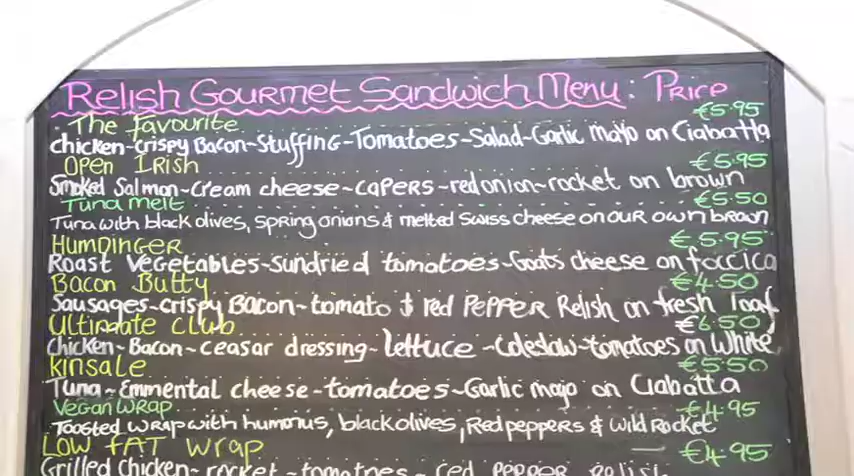 Relish Gourmet Sandwich Menu: Price
The favourite €5.95
chicken-crispy Bacon-Stuffing-Tomatoes-Salad-Garlic mayo on Ciabatta
Open Irish €5.95
Smoked Salmon-cream cheese-capers-red onion-rocket on brown
Tuna melt €5.50
Tuna with black olives, spring onions & melted Swiss cheese on our own brown
Humdinger €5.95
Roast Vegetables-Sundried tomatoes-Goats cheese on foccica
Bacon Butty €4.50
Sausages-crispy Bacon-tomato & red Pepper Relish on fresh loaf
Ultimate club €6.50
Chicken-Bacon-ceasar dressing-lettuce-Coleslaw-tomatoes on White
kinsale €5.50
Tuna-Emmental cheese-tomatoes-Garlic mayo on Ciabatta
Vegan Wrap €4.95
Toosted wrap with humous, black olives, Red peppers & Wild Rocket
Low fat wrap €4.95
Grilled Chicken-rocket-tomatoes-red pepper relish